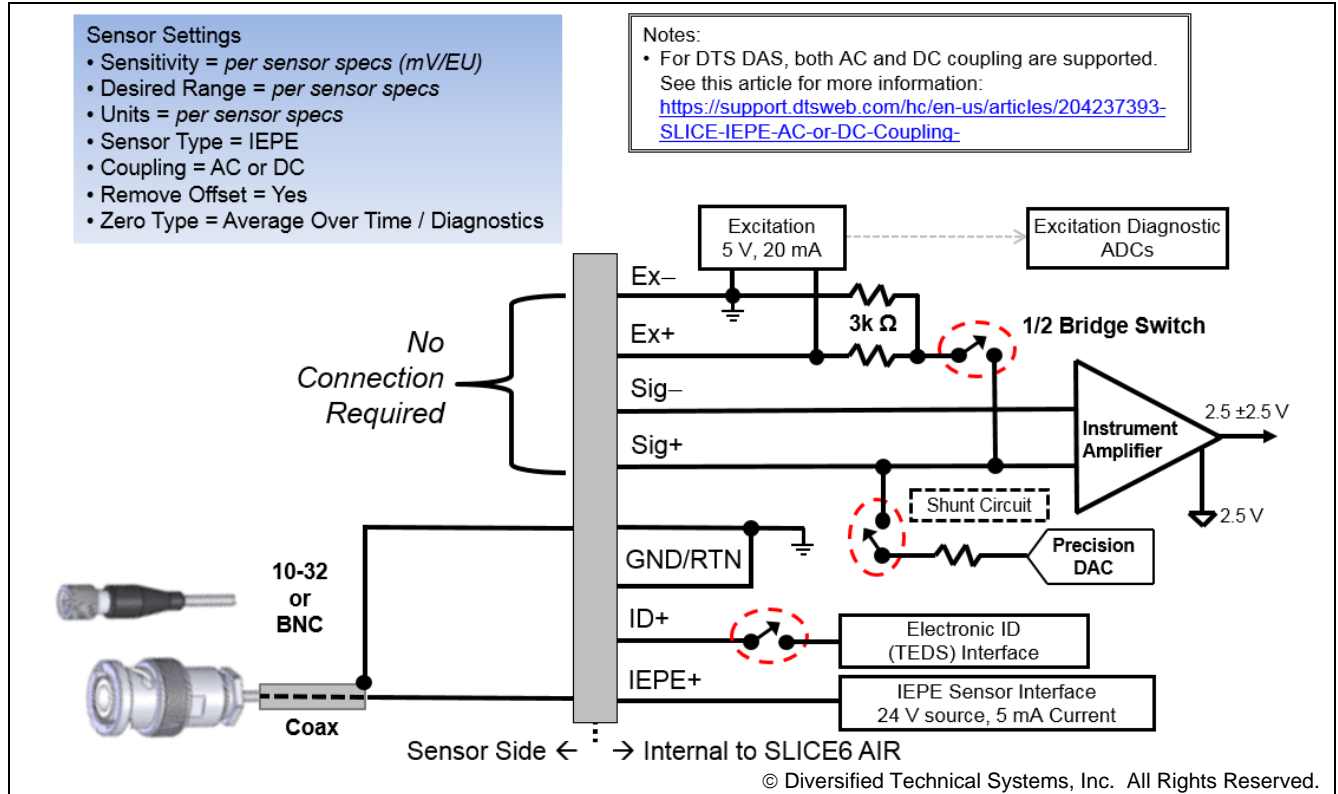 Sensor Settings
• Sensitivity = per sensor specs (mV/EU)
• Desired Range = per sensor specs
• Units = per sensor specs
• Sensor Type = IEPE
• Coupling = AC or DC
• Remove Offset = Yes
• Zero Type = Average Over Time / Diagnostics
Notes:
• For DTS DAS, both AC and DC coupling are supported.
See this article for more information:
https://support.dtsweb.com/hc/en-us/articles/204237393-
SLICE-IEPE-AC-or-DC-Coupling-
Excitation
5 V, 20 mA
Excitation Diagnostic
ADCs
Ex–
Ex+
3k Ω
1/2 Bridge Switch
No
Connection
Required
Sig–
Sig+
Instrument
Amplifier
2.5 ±2.5 V
2.5 V
Shunt Circuit
Precision
DAC
GND/RTN
10-32
or
BNC
ID+
Electronic ID
(TEDS) Interface
IEPE+
IEPE Sensor Interface
24 V source, 5 mA Current
Coax
Sensor Side ← → Internal to SLICE6 AIR
© Diversified Technical Systems, Inc. All Rights Reserved.